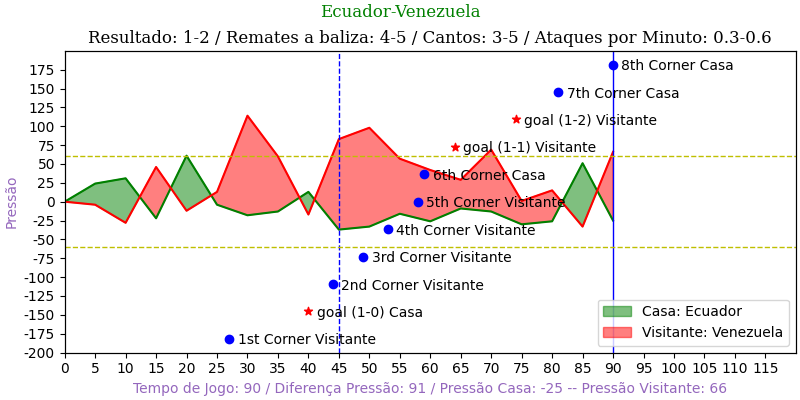 Ecuador-Venezuela
Resultado: 1-2 / Remates a baliza: 4-5 / Cantos: 3-5 / Ataques por Minuto: 0.3-0.6
Pressão
175
150
125
100
75
50
25
0
-25
-50
-75
-100
-125
-150
-175
-200
8th Corner Casa
7th Corner Casa
goal (1-2) Visitante
goal (1-1) Visitante
6th Corner Casa
5th Corner Visitante
4th Corner Visitante
3rd Corner Visitante
2nd Corner Visitante
goal (1-0) Casa
1st Corner Visitante
Casa: Ecuador
Visitante: Venezuela
0 5 10 15 20 25 30 35 40 45 50 55 60 65 70 75 80 85 90 95 100 105 110 115
Tempo de Jogo: 90 / Diferença Pressão: 91 / Pressão Casa: -25 -- Pressão Visitante: 66